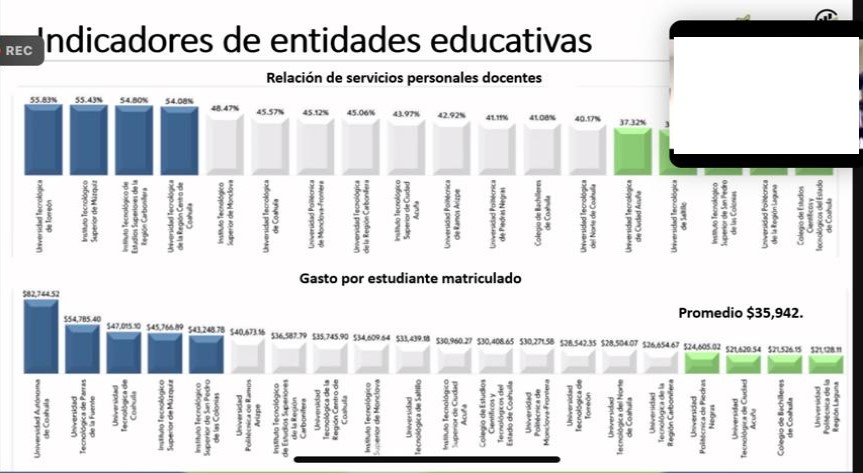 REC
Indicadores de entidades educativas
Relación de servicios personales docentes
55.83%
55.43%
54.80%
54.08%
48.47%
45.57%
45.12%
45.06%
43.97%
42.92%
41.11%
41.08%
40.17%
37.32%
Universidad Tecnológica
de Torreón
Instituto Tecnológico
Superior de Múzquiz
Instituto Tecnológico de
Estudios Superiores de la
Región Carbonífera
Universidad Tecnológica
de la Región Centro de
Coahuila
Instituto Tecnológico
Superior de Monclova
Universidad Tecnológica
de Coahuila
Universidad Politécnica
de Monclova-Frontera
Universidad Tecnológica
de la Región Carbonífera
Instituto Tecnológico
Superior de Ciudad
Acuña
Universidad Politécnica
de Ramos Arizpe
Universidad Politécnica
de Piedras Negras
Colegio de Bachilleres
de Coahuila
Universidad Tecnológica
del Norte de Coahuila
Universidad Tecnológica
de Ciudad Acuña
Universidad Tecnológica
de Saltillo
Instituto Tecnológico
Superior de San Pedro
de las Colonias
Universidad Politécnica
de la Región Laguna
Colegio de Estudios
Científicos y
Tecnológicos del Estado
de Coahuila
Gasto por estudiante matriculado
Promedio $35,942.
$82,744.52
$54,785.40
$47,015.10
$45,766.89
$43,248.78
$40,673.16
$36,587.79
$35,745.90
$34,609.64
$33,439.18
$30,960.27
$30,408.65
$30,271.58
$28,542.35
$28,504.07
$26,654.67
$24,605.02
$21,620.54
$21,526.15
$21,128.11
Universidad Autónoma
de Coahuila
Universidad
Tecnológica de Parras
de la Fuente
Universidad
Tecnológica de
Coahuila
Instituto Tecnológico
Superior de Múzquiz
Instituto Tecnológico
Superior de San Pedro
de las Colonias
Universidad
Politécnica de Ramos
Arizpe
Instituto Tecnológico
de Estudios Superiores
de la Región
Carbonífera
Universidad
Tecnológica de la
Región Centro de
Coahuila
Instituto Tecnológico
Superior de Monclova
Universidad
Tecnológica de Saltillo
Instituto Tecnológico
Superior de Ciudad
Acuña
Colegio de Estudios
Científicos y
Tecnológicos del
Estado de Coahuila
Universidad
Politécnica de
Monclova-Frontera
Universidad
Tecnológica de
Torreón
Universidad
Tecnológica del Norte
de Coahuila
Universidad
Tecnológica de la
Región Carbonífera
Universidad
Politécnica de Piedras
Negras
Universidad
Tecnológica de Ciudad
Acuña
Colegio de Bachilleres
de Coahuila
Universidad
Politécnica de la
Región Laguna